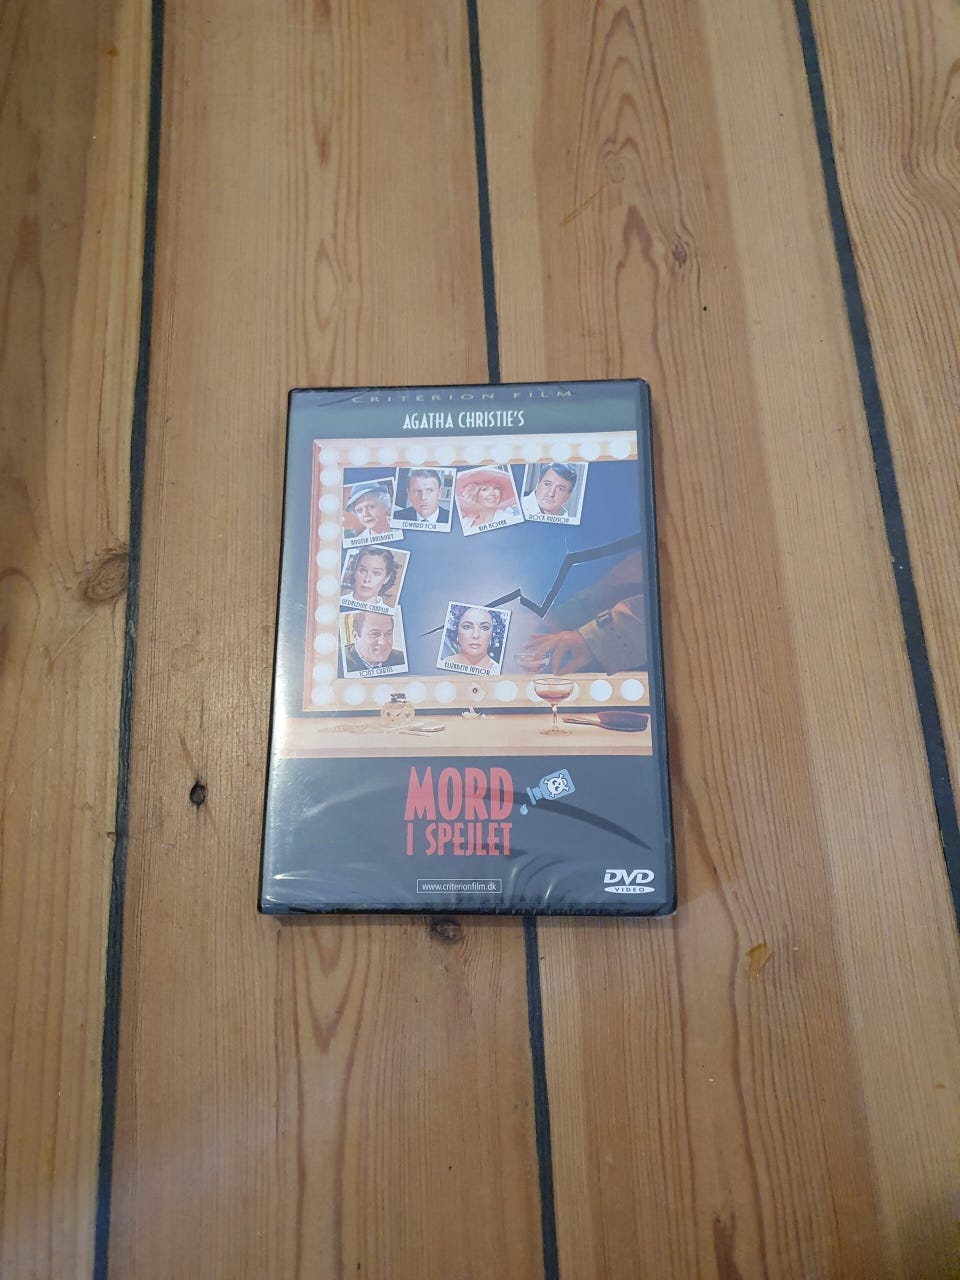 CRITERION FILM
AGATHA CHRISTIE'S
ANGELA LANSBURY
EDWARD FOX
KIM NOVAK
ROCK HUDSON
GERALDINE CHAPLIN
TONY CURTIS
ELIZABETH TAYLOR
MORD
I SPEJLET
www.criterionfilm.dk
DVD
VIDEO